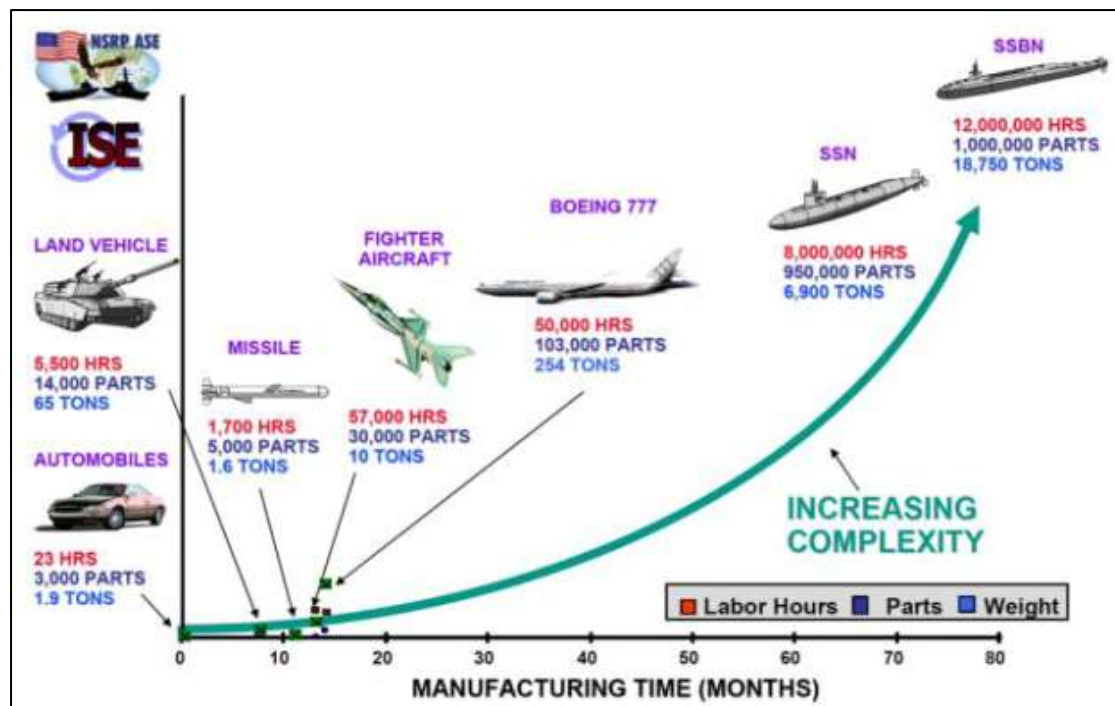 NSRP ASE
ISE
LAND VEHICLE
5,500 HRS
14,000 PARTS
65 TONS
AUTOMOBILES
23 HRS
3,000 PARTS
1.9 TONS
MISSILE
1,700 HRS
5,000 PARTS
1.6 TONS
FIGHTER
AIRCRAFT
57,000 HRS
30,000 PARTS
10 TONS
BOEING 777
50,000 HRS
103,000 PARTS
254 TONS
SSN
8,000,000 HRS
950,000 PARTS
6,900 TONS
SSBN
12,000,000 HRS
1,000,000 PARTS
18,750 TONS
INCREASING
COMPLEXITY
Labor Hours Parts Weight
0 10 20 30 40 50 60 70 80
MANUFACTURING TIME (MONTHS)